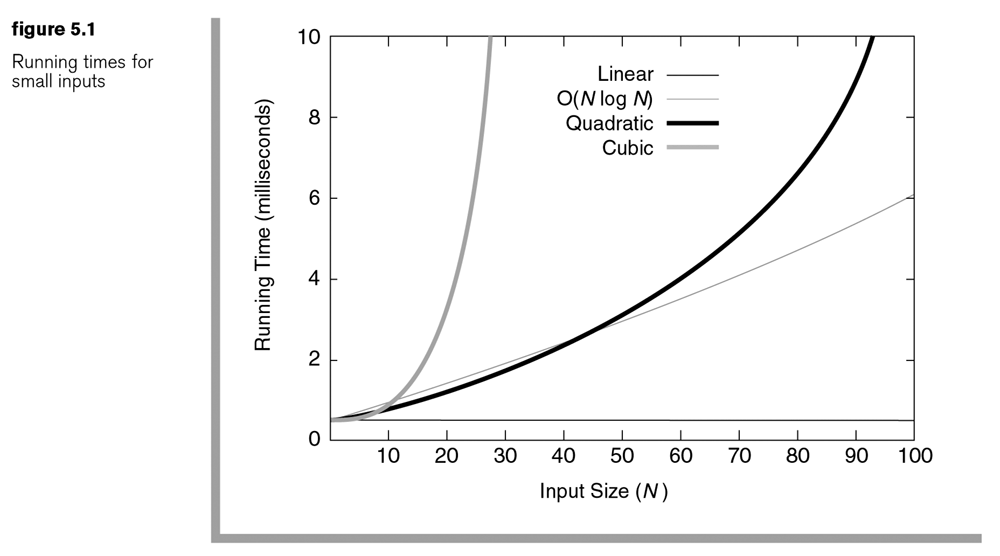 figure 5.1
Running times for
small inputs
Running Time (milliseconds)
10
8
6
4
2
0
Linear
O(N log N)
Quadratic
Cubic
10 20 30 40 50 60 70 80 90 100
Input Size (N)